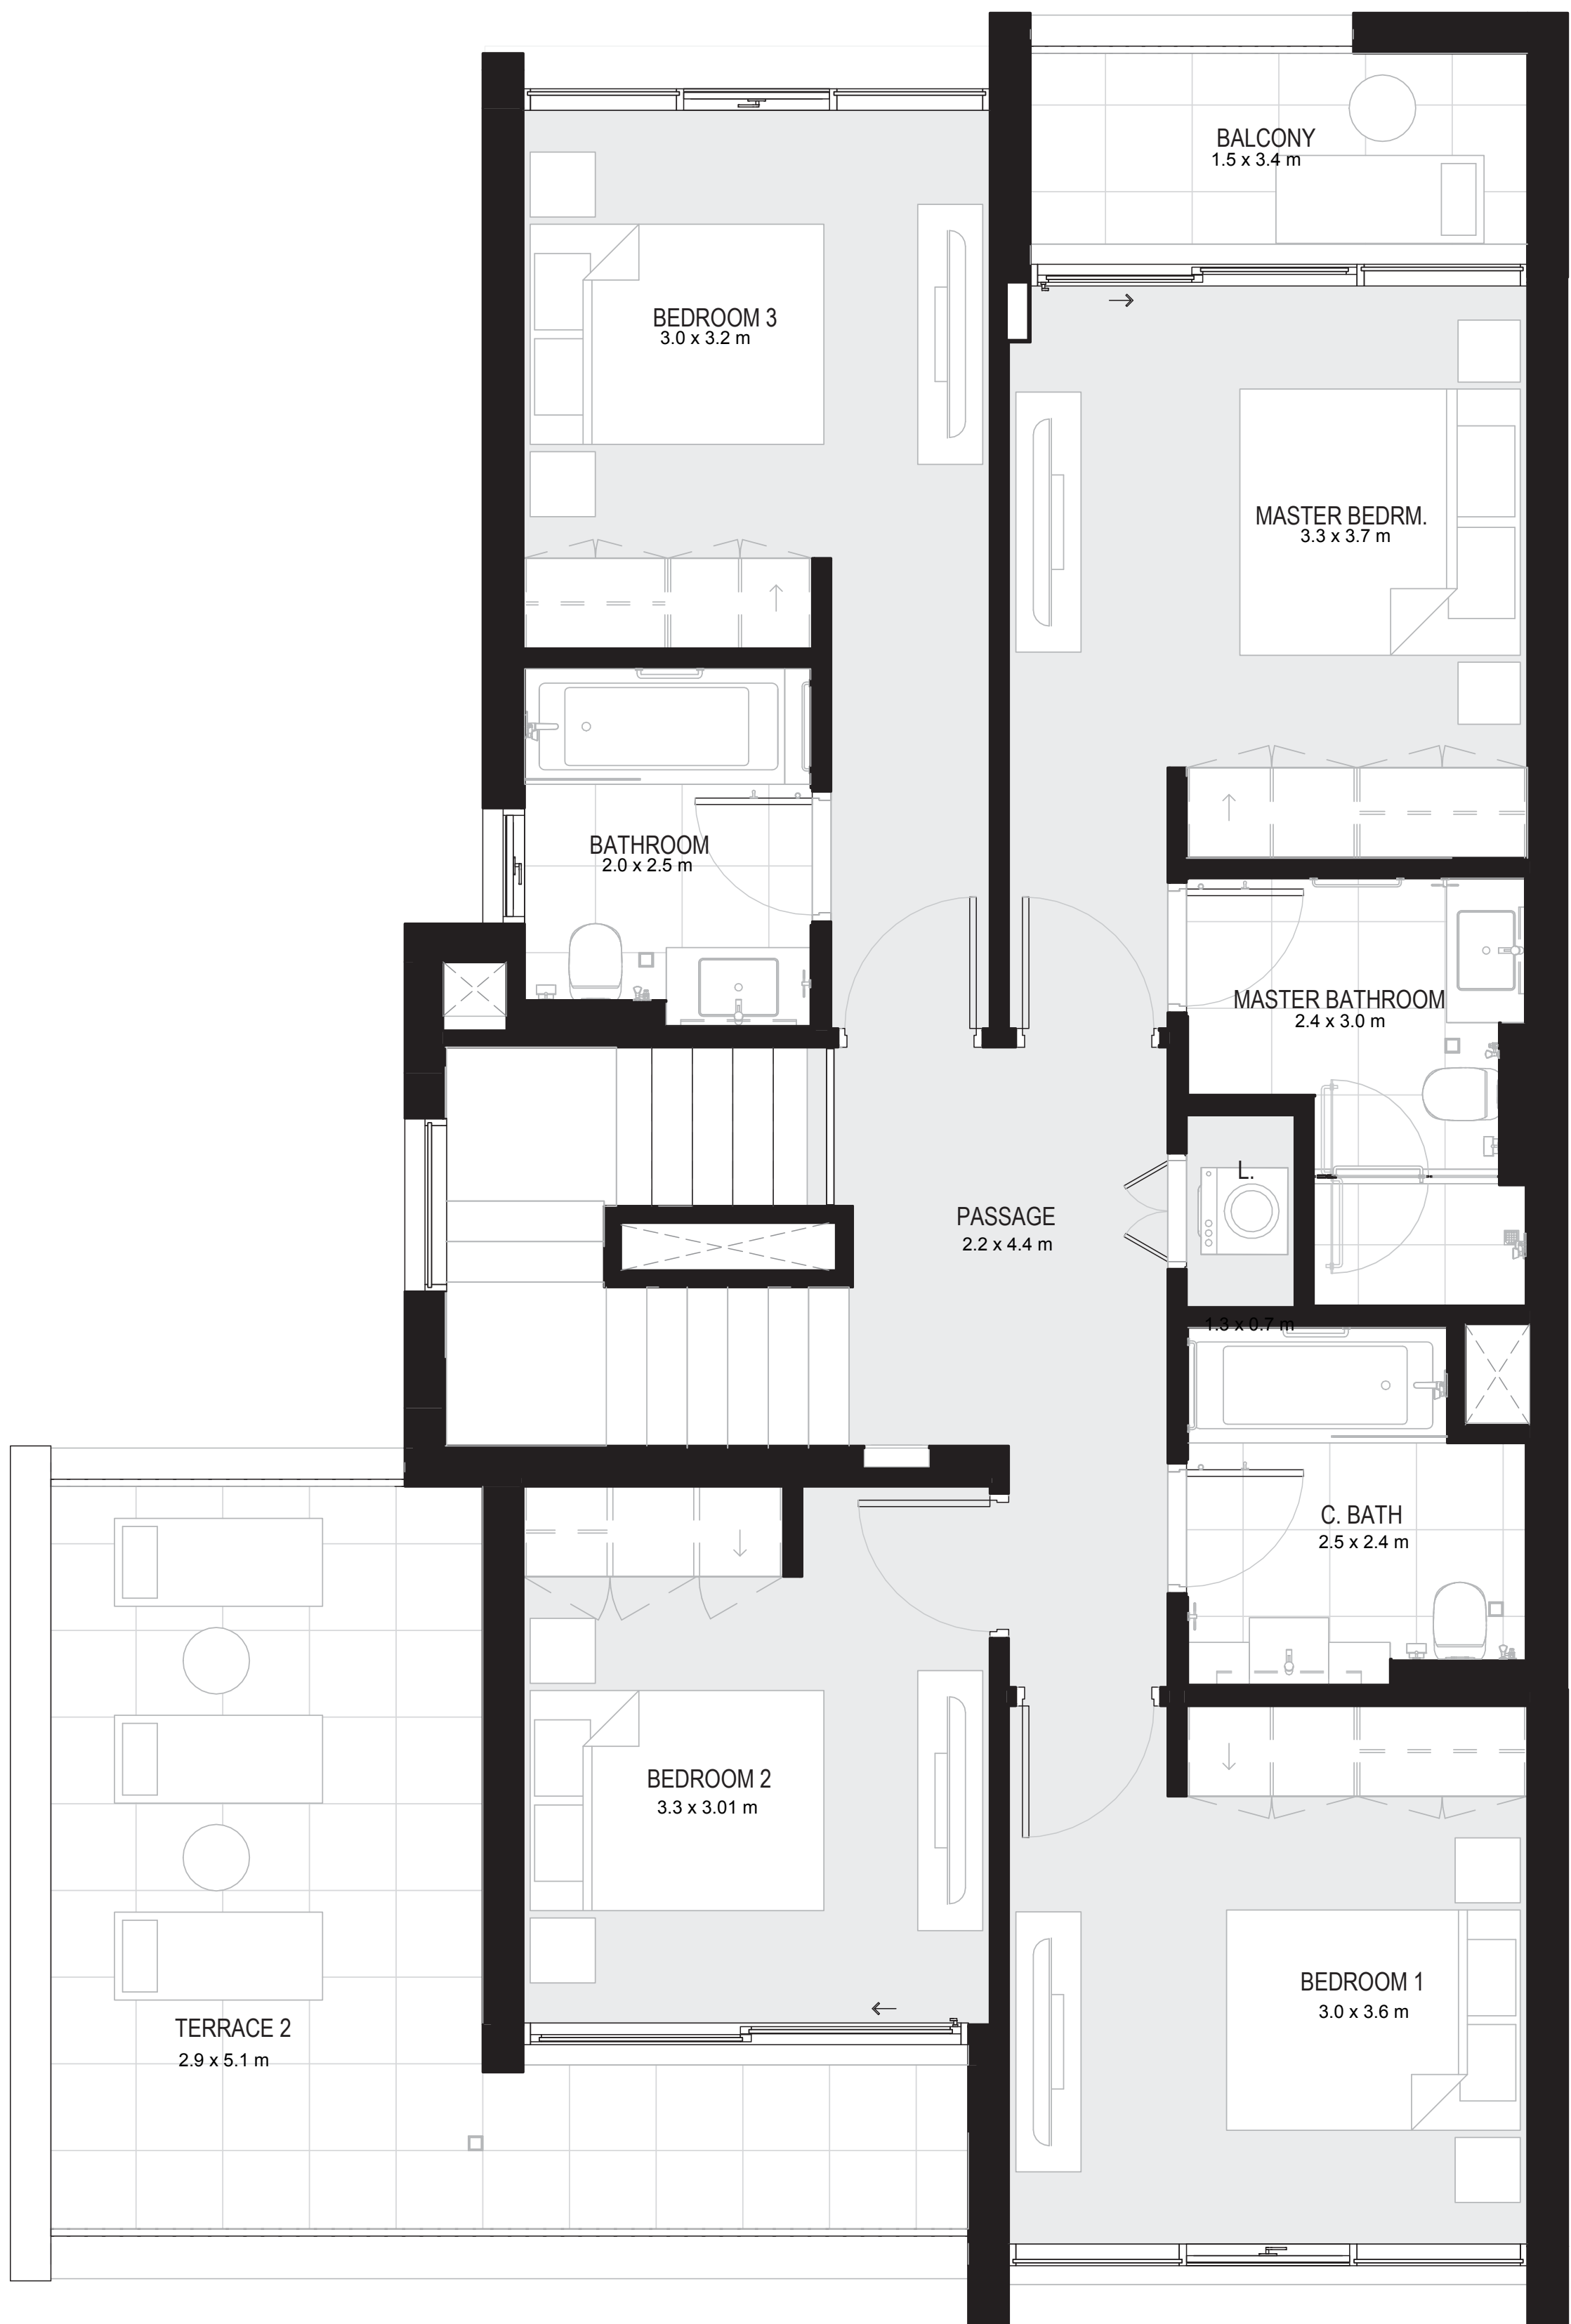 BALCONY
1.5 x 3.4 m
BEDROOM 3
3.0 x 3.2 m
MASTER BEDRM.
3.3 x 3.7 m
BATHROOM
2.0 x 2.5 m
MASTER BATHROOM
2.4 x 3.0 m
L.
1.3 x 0.7 m
PASSAGE
2.2 x 4.4 m
C. BATH
2.5 x 2.4 m
BEDROOM 2
3.3 x 3.01 m
BEDROOM 1
3.0 x 3.6 m
TERRACE 2
2.9 x 5.1 m